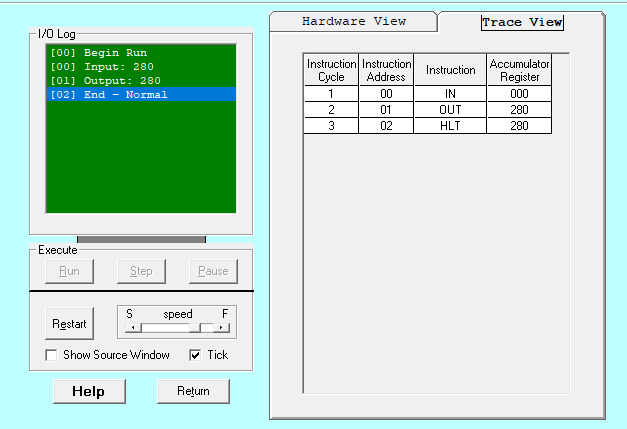 I/O Log
[00] Begin Run
[00] Input: 280
[01] Output: 280
[02] End - Normal
Execute
Run Step Pause
Restart
S speed F
Show Source Window Tick
Help Return
Hardware View Trace View
Instruction Cycle Instruction Address Instruction Accumulator Register
1 00 IN 000
2 01 OUT 280
3 02 HLT 280